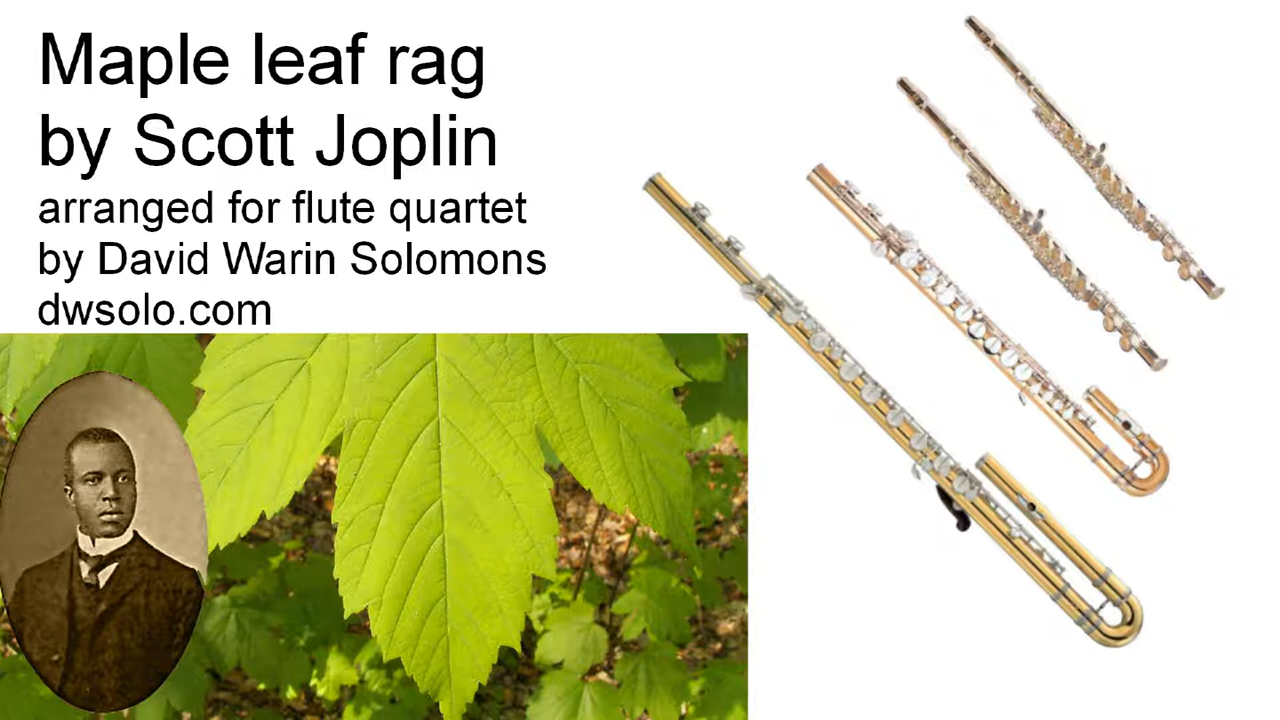 Maple leaf rag
by Scott Joplin
arranged for flute quartet
by David Warin Solomons
dwsolo.com